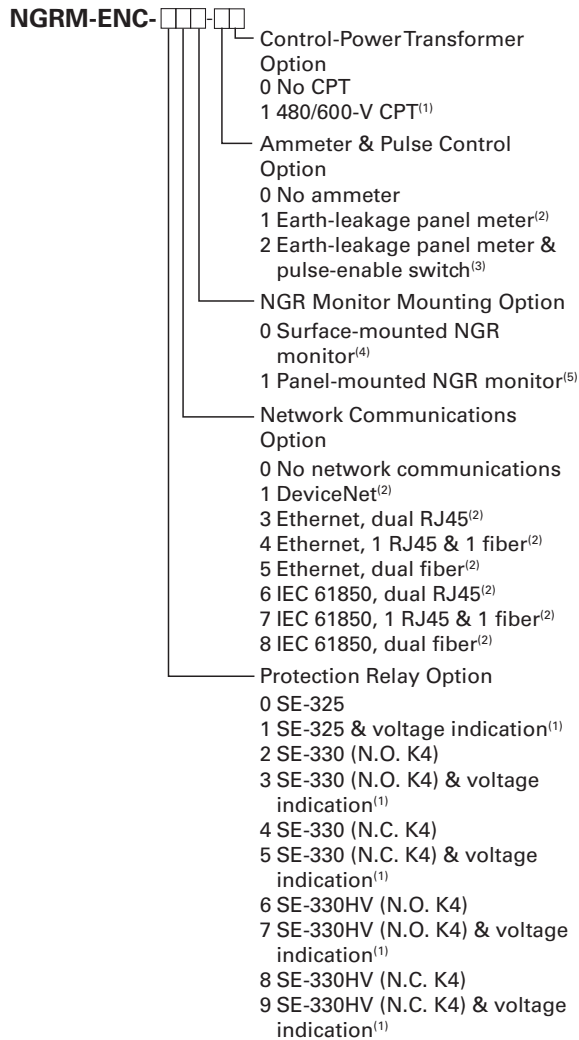 NGRM-ENC-□□□-□□
Control-Power Transformer
Option
0 No CPT
1 480/600-V CPT(1)
Ammeter & Pulse Control
Option
0 No ammeter
1 Earth-leakage panel meter(2)
2 Earth-leakage panel meter &
pulse-enable switch(3)
NGR Monitor Mounting Option
0 Surface-mounted NGR
monitor(4)
1 Panel-mounted NGR monitor(5)
Network Communications
Option
0 No network communications
1 DeviceNet(2)
3 Ethernet, dual RJ45(2)
4 Ethernet, 1 RJ45 & 1 fiber(2)
5 Ethernet, dual fiber(2)
6 IEC 61850, dual RJ45(2)
7 IEC 61850, 1 RJ45 & 1 fiber(2)
8 IEC 61850, dual fiber(2)
Protection Relay Option
0 SE-325
1 SE-325 & voltage indication(1)
2 SE-330 (N.O. K4)
3 SE-330 (N.O. K4) & voltage
indication(1)
4 SE-330 (N.C. K4)
5 SE-330 (N.C. K4) & voltage
indication(1)
6 SE-330HV (N.O. K4)
7 SE-330HV (N.O. K4) & voltage
indication(1)
8 SE-330HV (N.C. K4)
9 SE-330HV (N.C. K4) & voltage
indication(1)